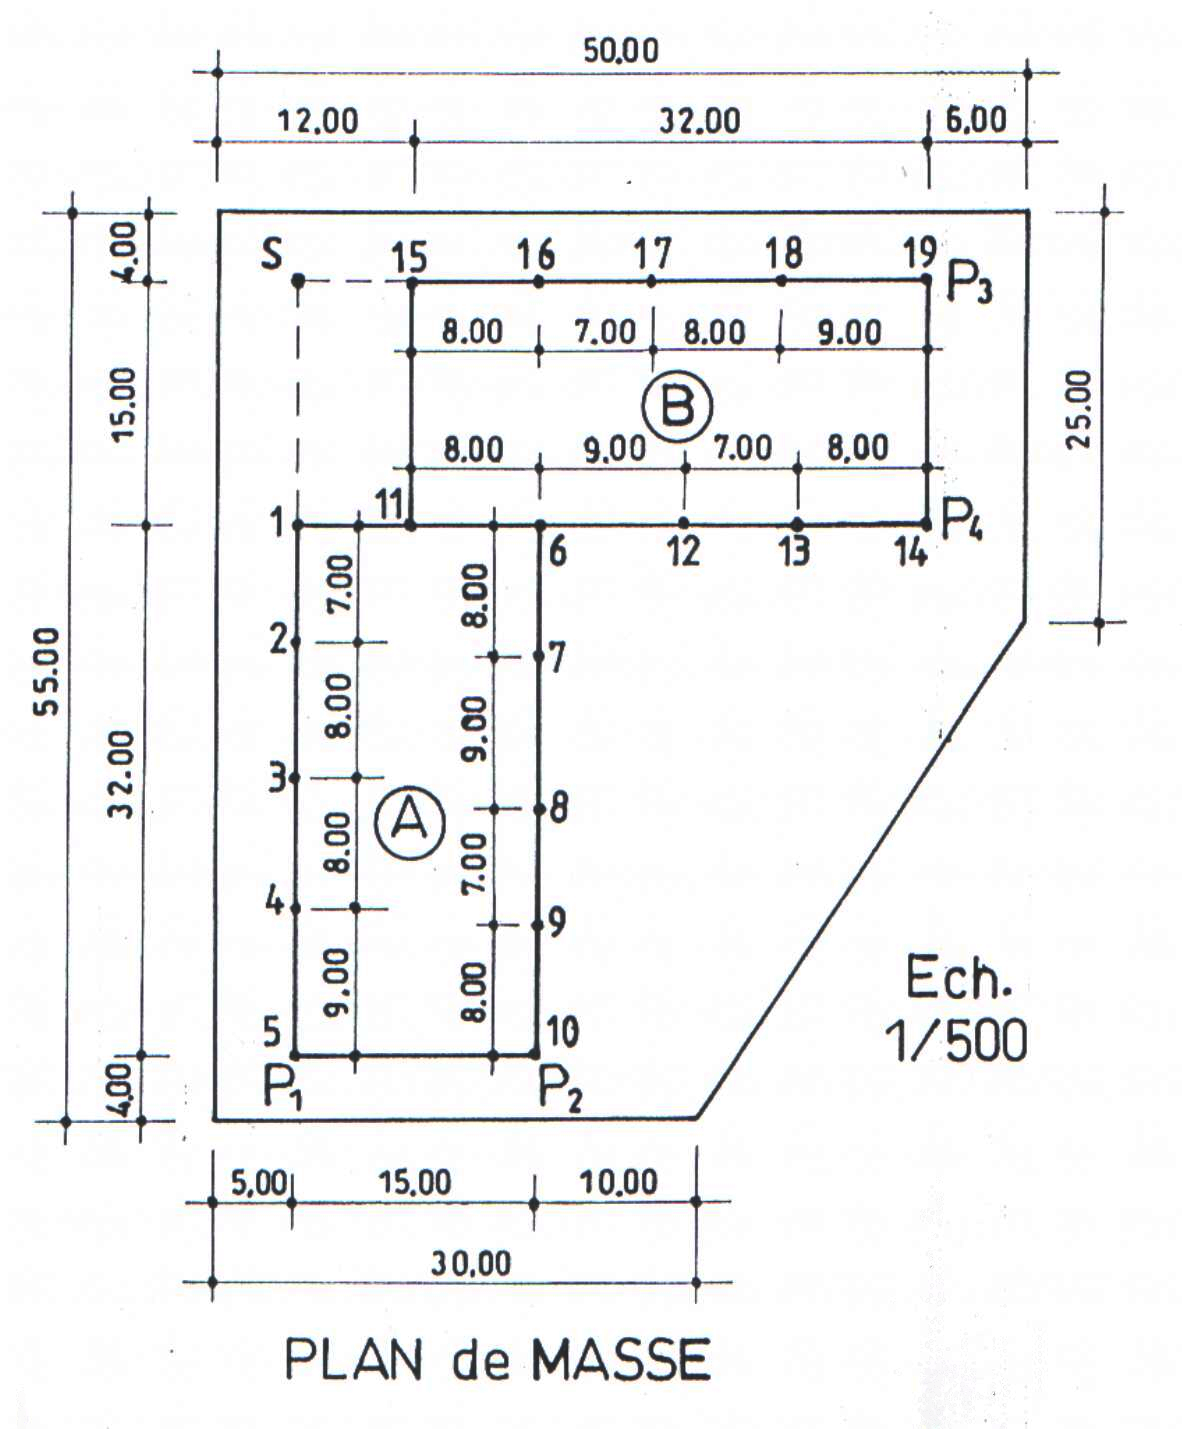 50,00
12,00 32.00 6,00
4.00
S 15 16 17 18 19 P3
8.00 7.00 8.00 9.00
15.00
B
25.00
8.00 9.00 7.00 8,00
1 11 6 12 13 14 P4
7.00 8.00
2 7
55.00
8.00 9.00
32.00
3 8
A
8.00 7.00
4 9
9.00 8.00
Ech.
1/500
5 10
P1 P2
4,00
5,00 15,00 10,00
30,00
PLAN de MASSE